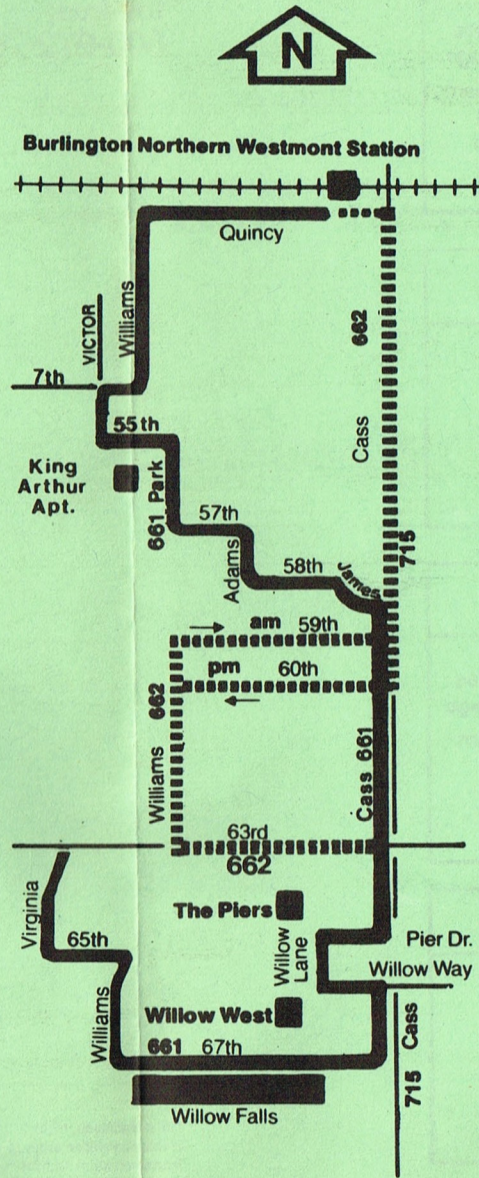 N
Burlington Northern Westmont Station
Quincy
Williams
VICTOR
662
7th
Cass
55th
King
Arthur
Apt.
661 Park
57th
715
Adams
58th
James
am 59th
pm 60th
662
Williams
Cass 661
63rd
662
Virginia
The Piers
Pier Dr.
65th
Willow
Lane
Willow Way
Williams
Willow West
Cass
661 67th
715
Willow Falls